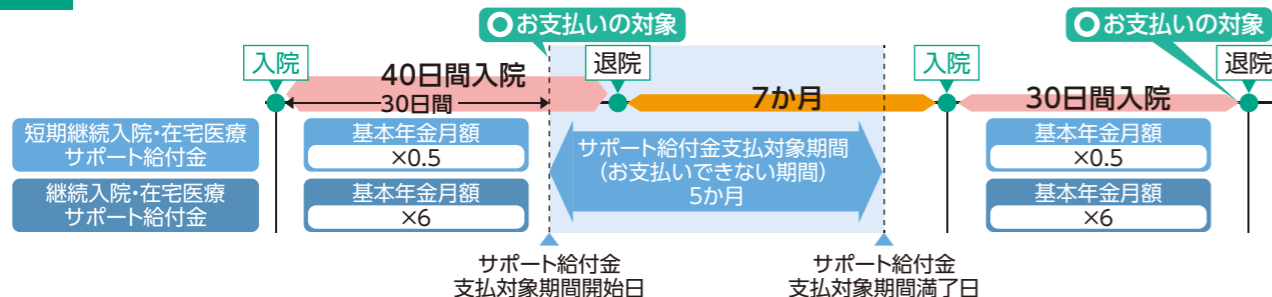 お支払いの対象
お支払いの対象
入院
40日間入院
退院
入院
退院
30日間
7か月
30日間入院
短期継続入院・在宅医療
サポート給付金
基本年金月額
×0.5
サポート給付金支払対象期間
(お支払いできない期間)
5か月
基本年金月額
×0.5
継続入院・在宅医療
サポート給付金
基本年金月額
×6
基本年金月額
×6
サポート給付金
支払対象期間開始日
サポート給付金
支払対象期間満了日